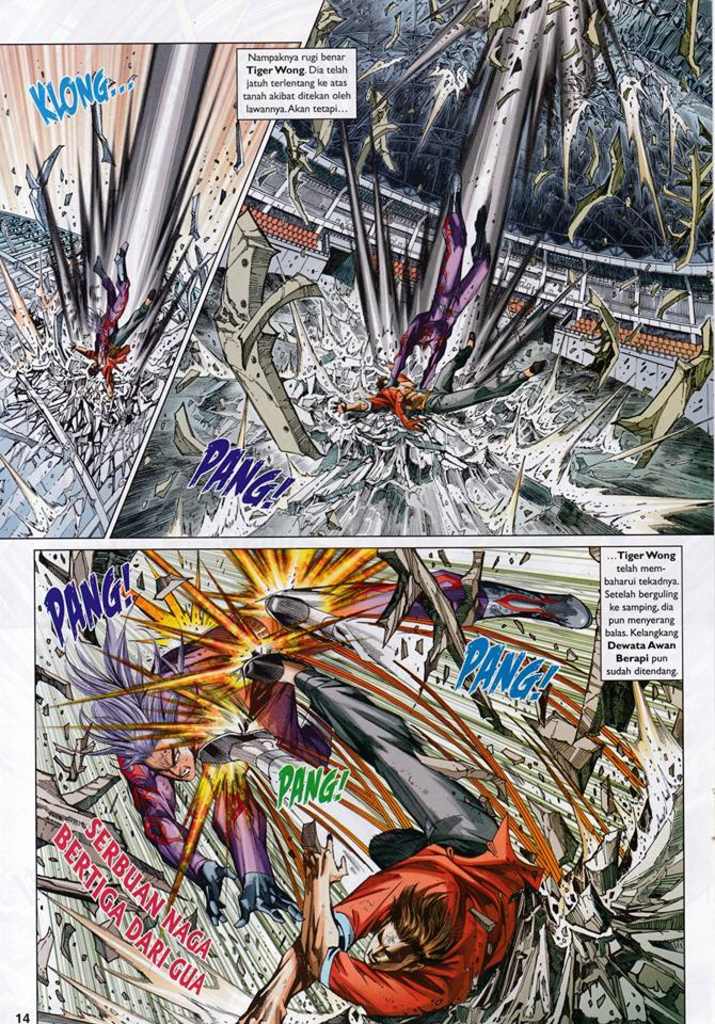 KLONG...
Nampaknya rugi benar
Tiger Wong. Dia telah
jatuh terlentang ke atas
tanah akibat ditekan oleh
lawannya. Akan tetapi...
PANG!
PANG!
...Tiger Wong
telah mem-
baharui tekadnya.
Setelah berguling
ke samping, dia
pun menyerang
balas. Kelangkang
Dewata Awan
Berapi pun
sudah ditendang.
PANG!
PANG!
SERBUAN NAGA
BERTIGA DARI-GUA
14